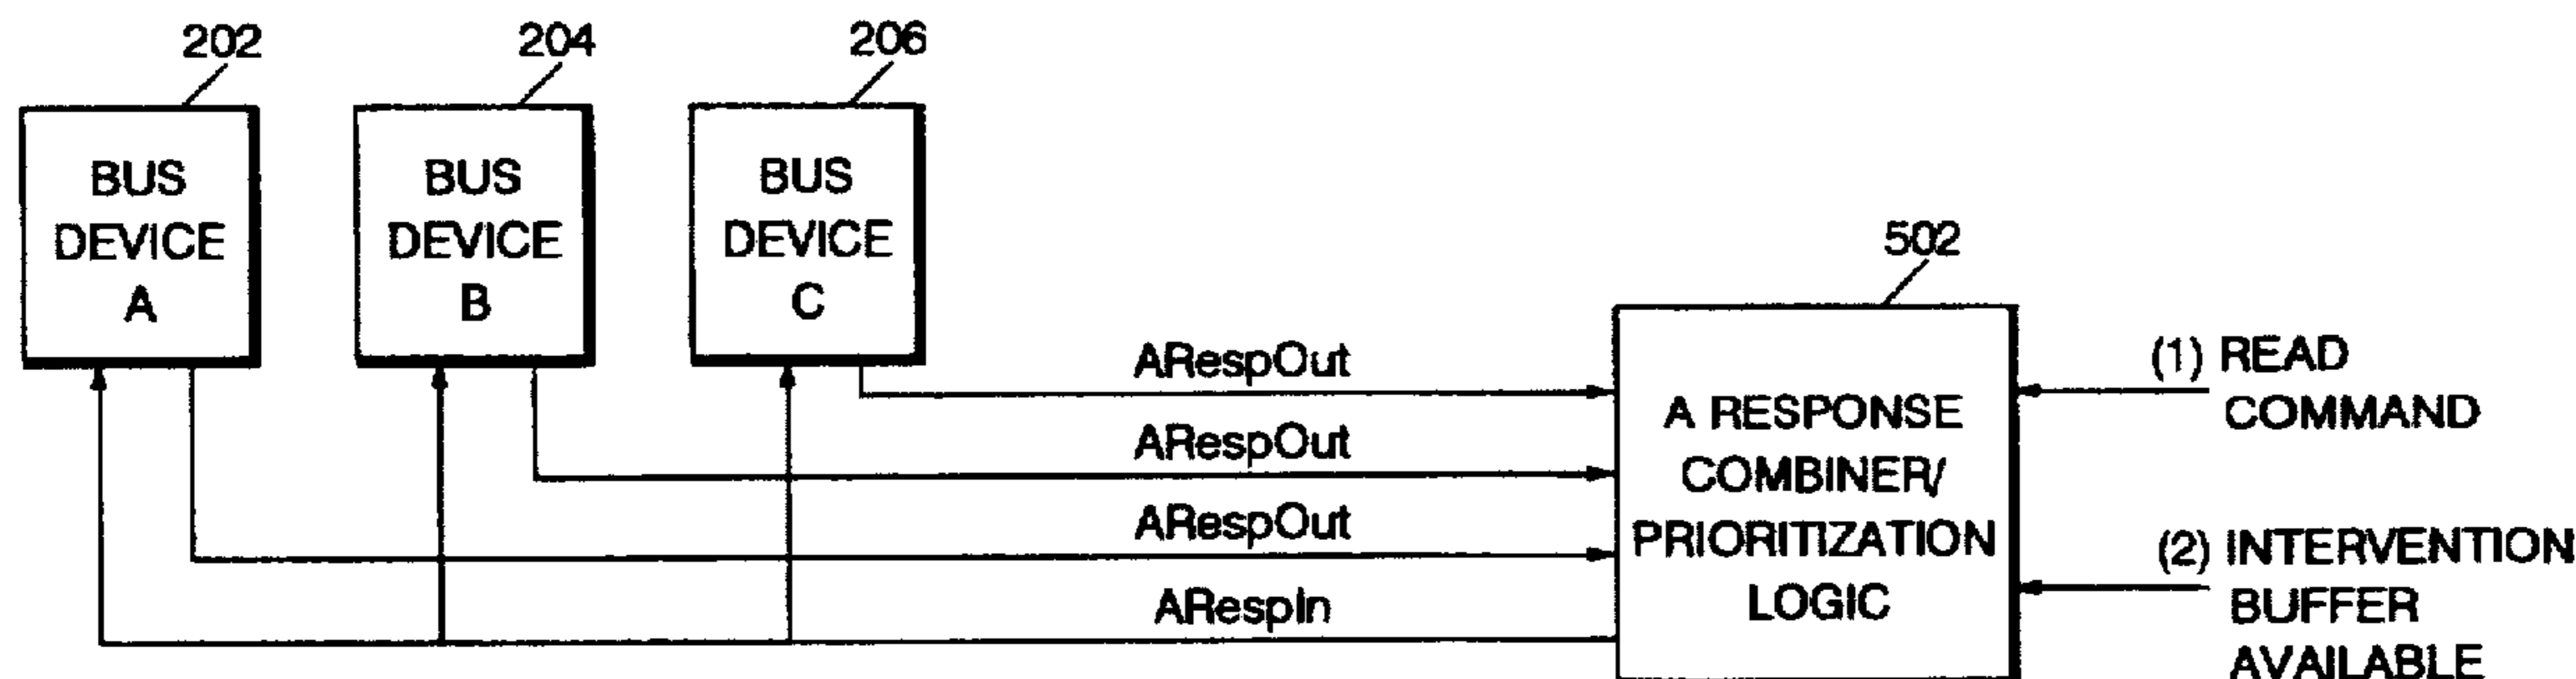 202
204
206
BUS
DEVICE
A
BUS
DEVICE
B
BUS
DEVICE
C
502
ARespOut
ARespOut
ARespOut
ARespIn
A RESPONSE
COMBINER/
PRIORITIZATION
LOGIC
(1) READ
COMMAND
(2) INTERVENTION
BUFFER
AVAILABLE